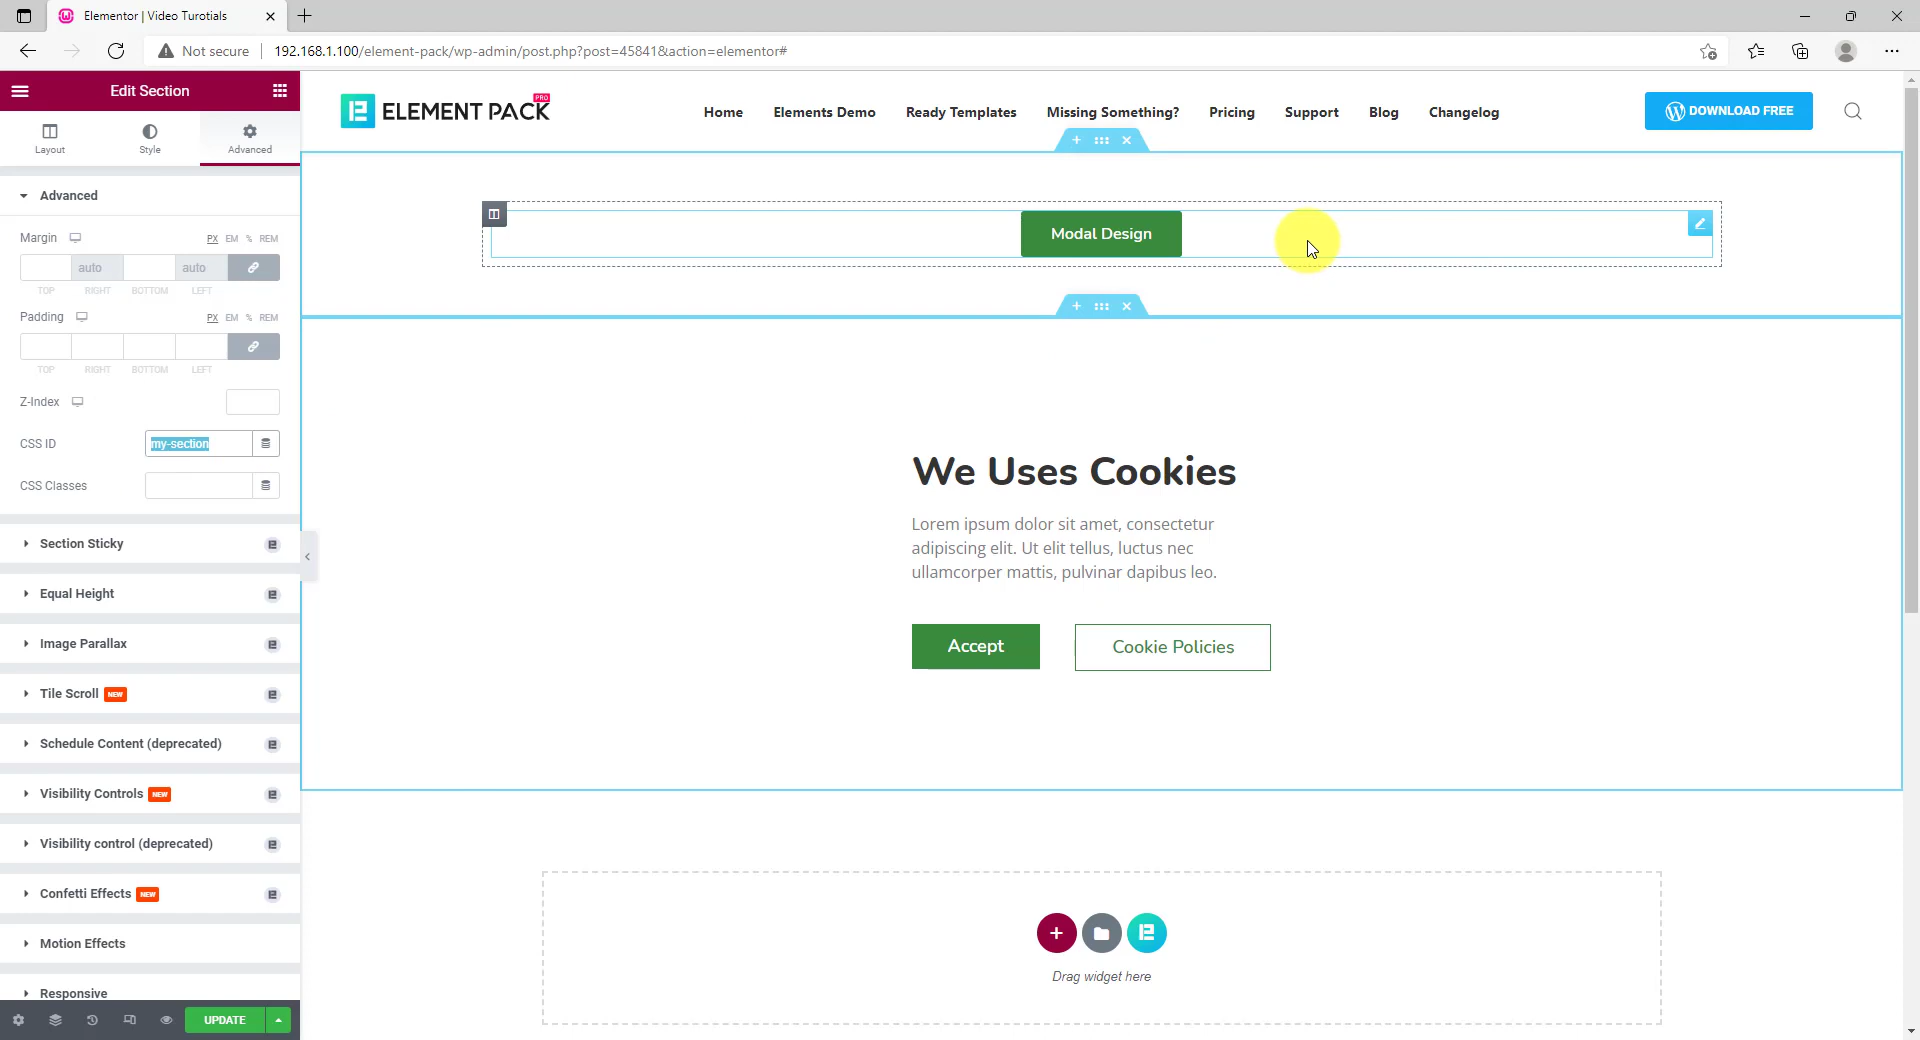 Elementor | Video Turotials
Not secure
192.168.1.100/element-pack/wp-admin/post.php?post=45841&action=elementor#
Edit Section
ELEMENT PACK
PRO
Home
Elements Demo
Ready Templates
Missing Something?
Pricing
Support
Blog
Changelog
DOWNLOAD FREE
Layout
Style
Advanced
Advanced
Margin
PX EM % REM
auto
auto
TOP RIGHT BOTTOM LEFT
Padding
PX EM % REM
TOP RIGHT BOTTOM LEFT
Z-Index
CSS ID
my-section
CSS Classes
Section Sticky
Equal Height
Image Parallax
Tile Scroll NEW
Schedule Content (deprecated)
Visibility Controls NEW
Visibility control (deprecated)
Confetti Effects NEW
Motion Effects
Responsive
UPDATE
Modal Design
We Uses Cookies
Lorem ipsum dolor sit amet, consectetur
adipiscing elit. Ut elit tellus, luctus nec
ullamcorper mattis, pulvinar dapibus leo.
Accept
Cookie Policies
Drag widget here